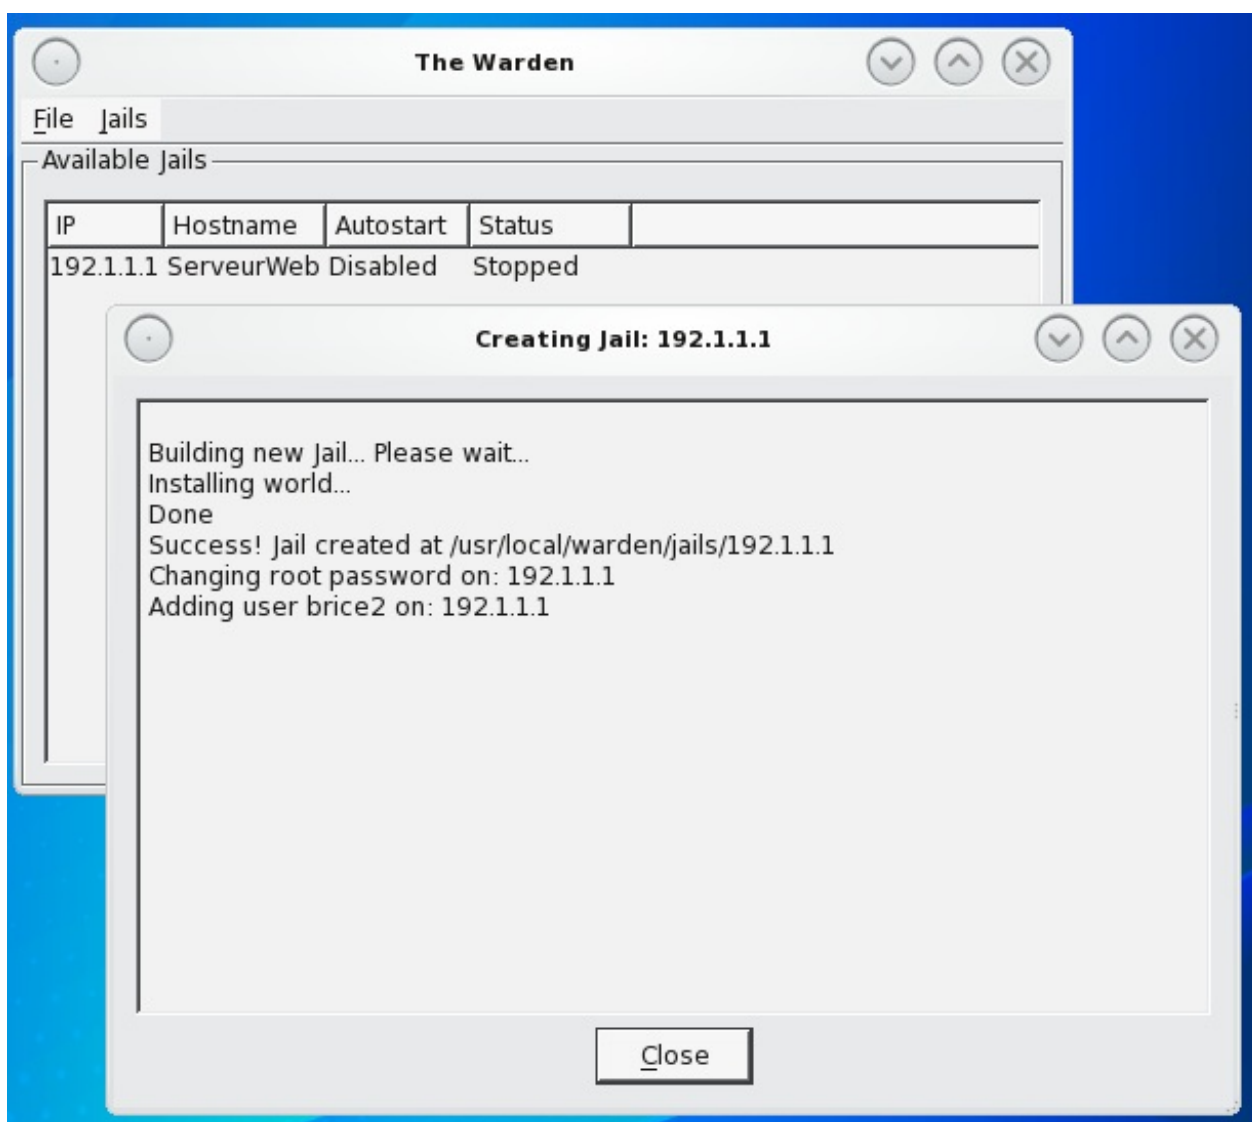 The Warden
File Jails
Available Jails
IP Hostname Autostart Status
192.1.1.1 ServeurWeb Disabled Stopped
Creating Jail: 192.1.1.1
Building new Jail... Please wait...
Installing world...
Done
Success! Jail created at /usr/local/warden/jails/192.1.1.1
Changing root password on: 192.1.1.1
Adding user brice2 on: 192.1.1.1
Close